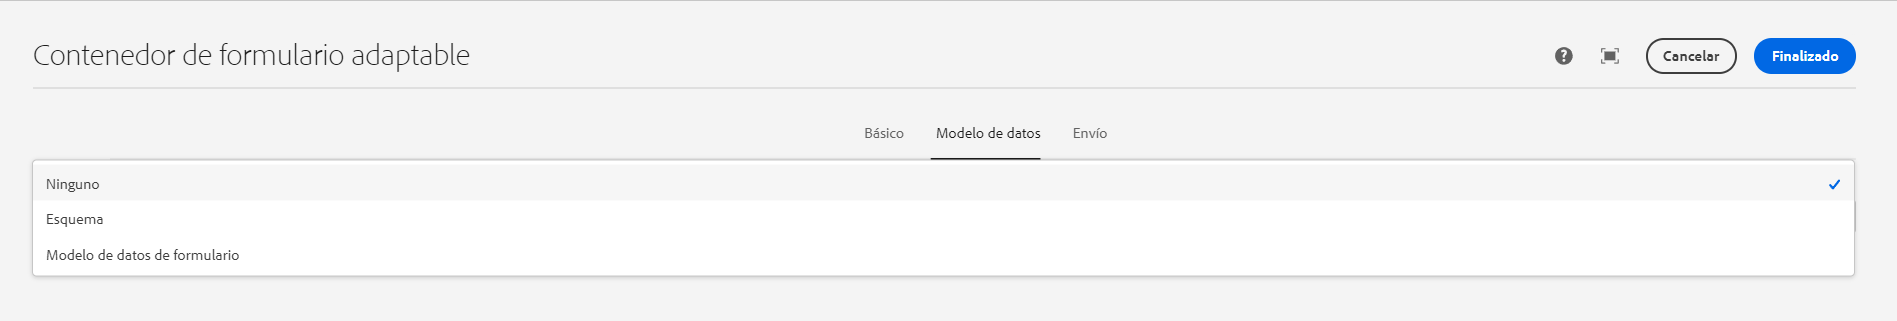 Contenedor de formulario adaptable
Cancelar
Finalizado
Básico
Modelo de datos
Envío
Ninguno
Esquema
Modelo de datos de formulario